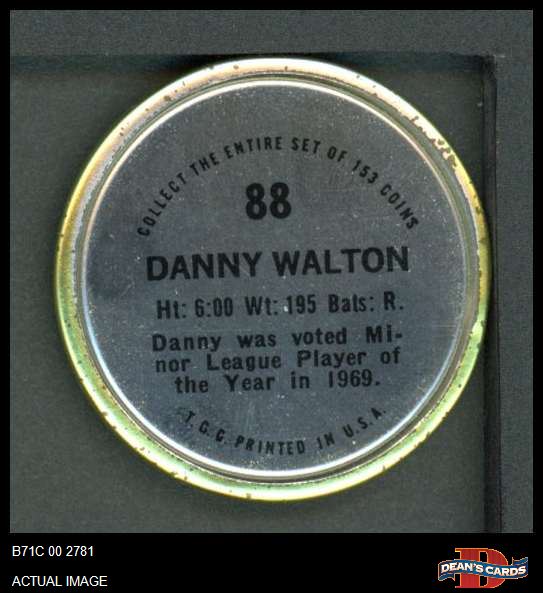 COLLECT THE ENTIRE SET OF 153 COINS
88
DANNY WALTON
Ht: 6:00 Wt: 195 Bats: R.
Danny was voted Mi-
nor League Player of
the Year in 1969.
T.C.G. PRINTED IN U.S.A.
B71C 00 2781
ACTUAL IMAGE
D
DEAN'S CARDS